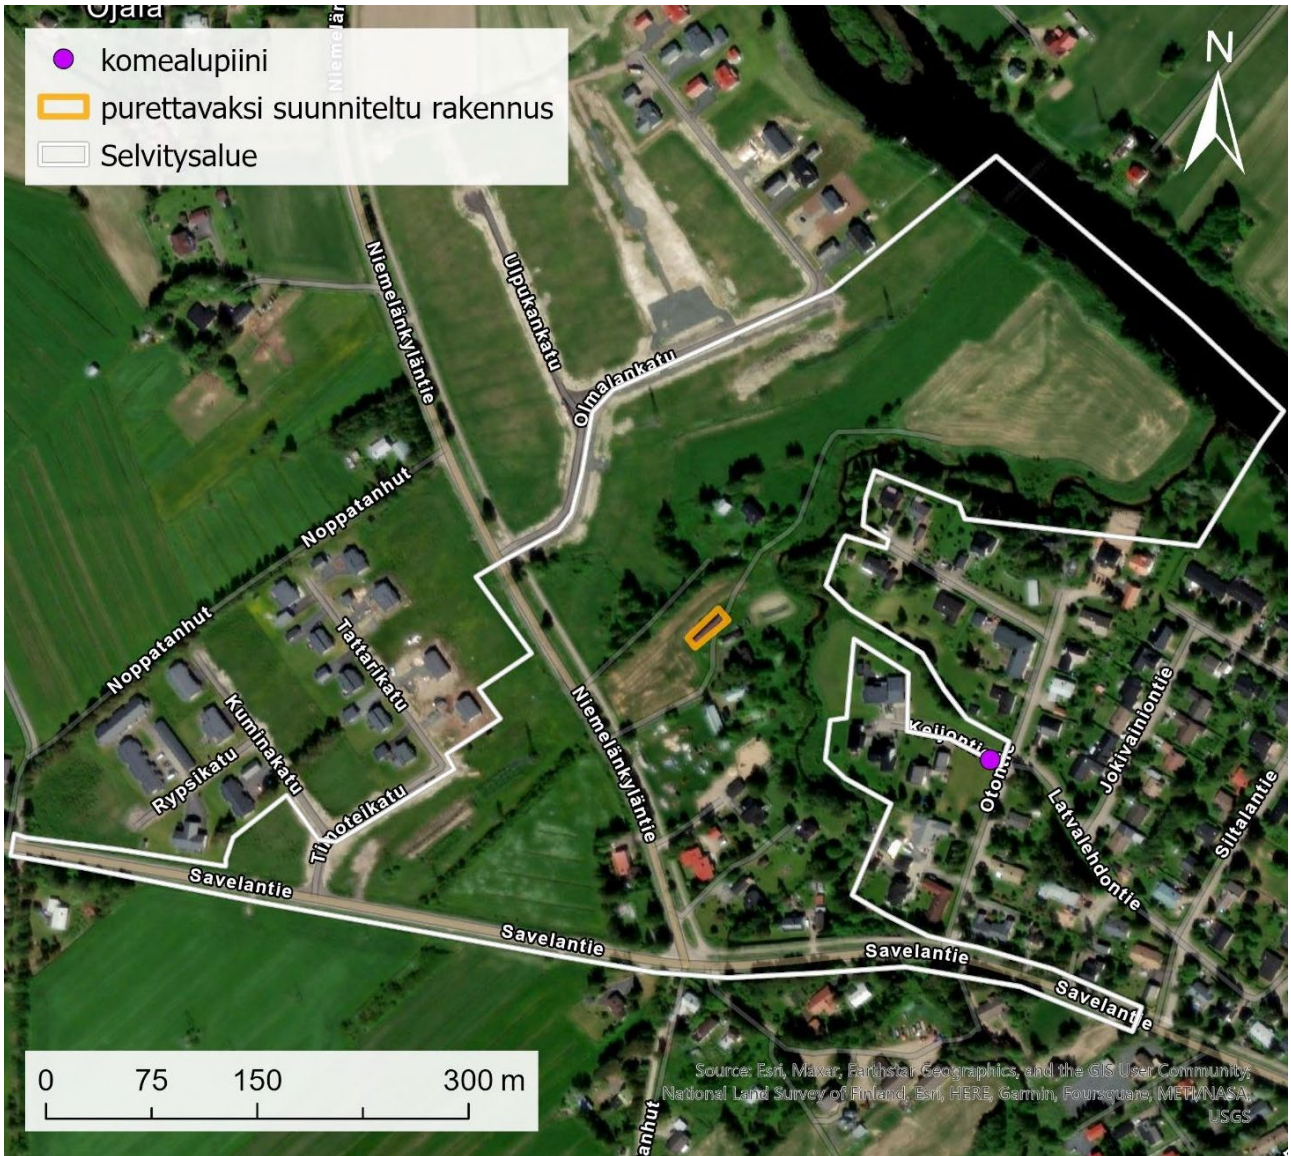 Ojala
komealupiini
purettavaksi suunniteltu rakennus
Selvitysalue
N
Niemelänkyläntie
Ulpukankatu
Olmalankatu
Noppatanhut
Noppatanhut
Tattarikatu
Kuminakatu
Rypsikatu
Timoteikatu
Niemelänkyläntie
Keijontie
Otontie
Jokivainiontie
Latvalehdontie
Siltalantie
Savelantie
Savelantie
Savelantie
Savelantie
0 75 150 300 m
Source: Esri, Maxar, Earthstar Geographics, and the GIS User Community,
National Land Survey of Finland, Esri, HERE, Garmin, Foursquare, METI/NASA,
USGS
anhut